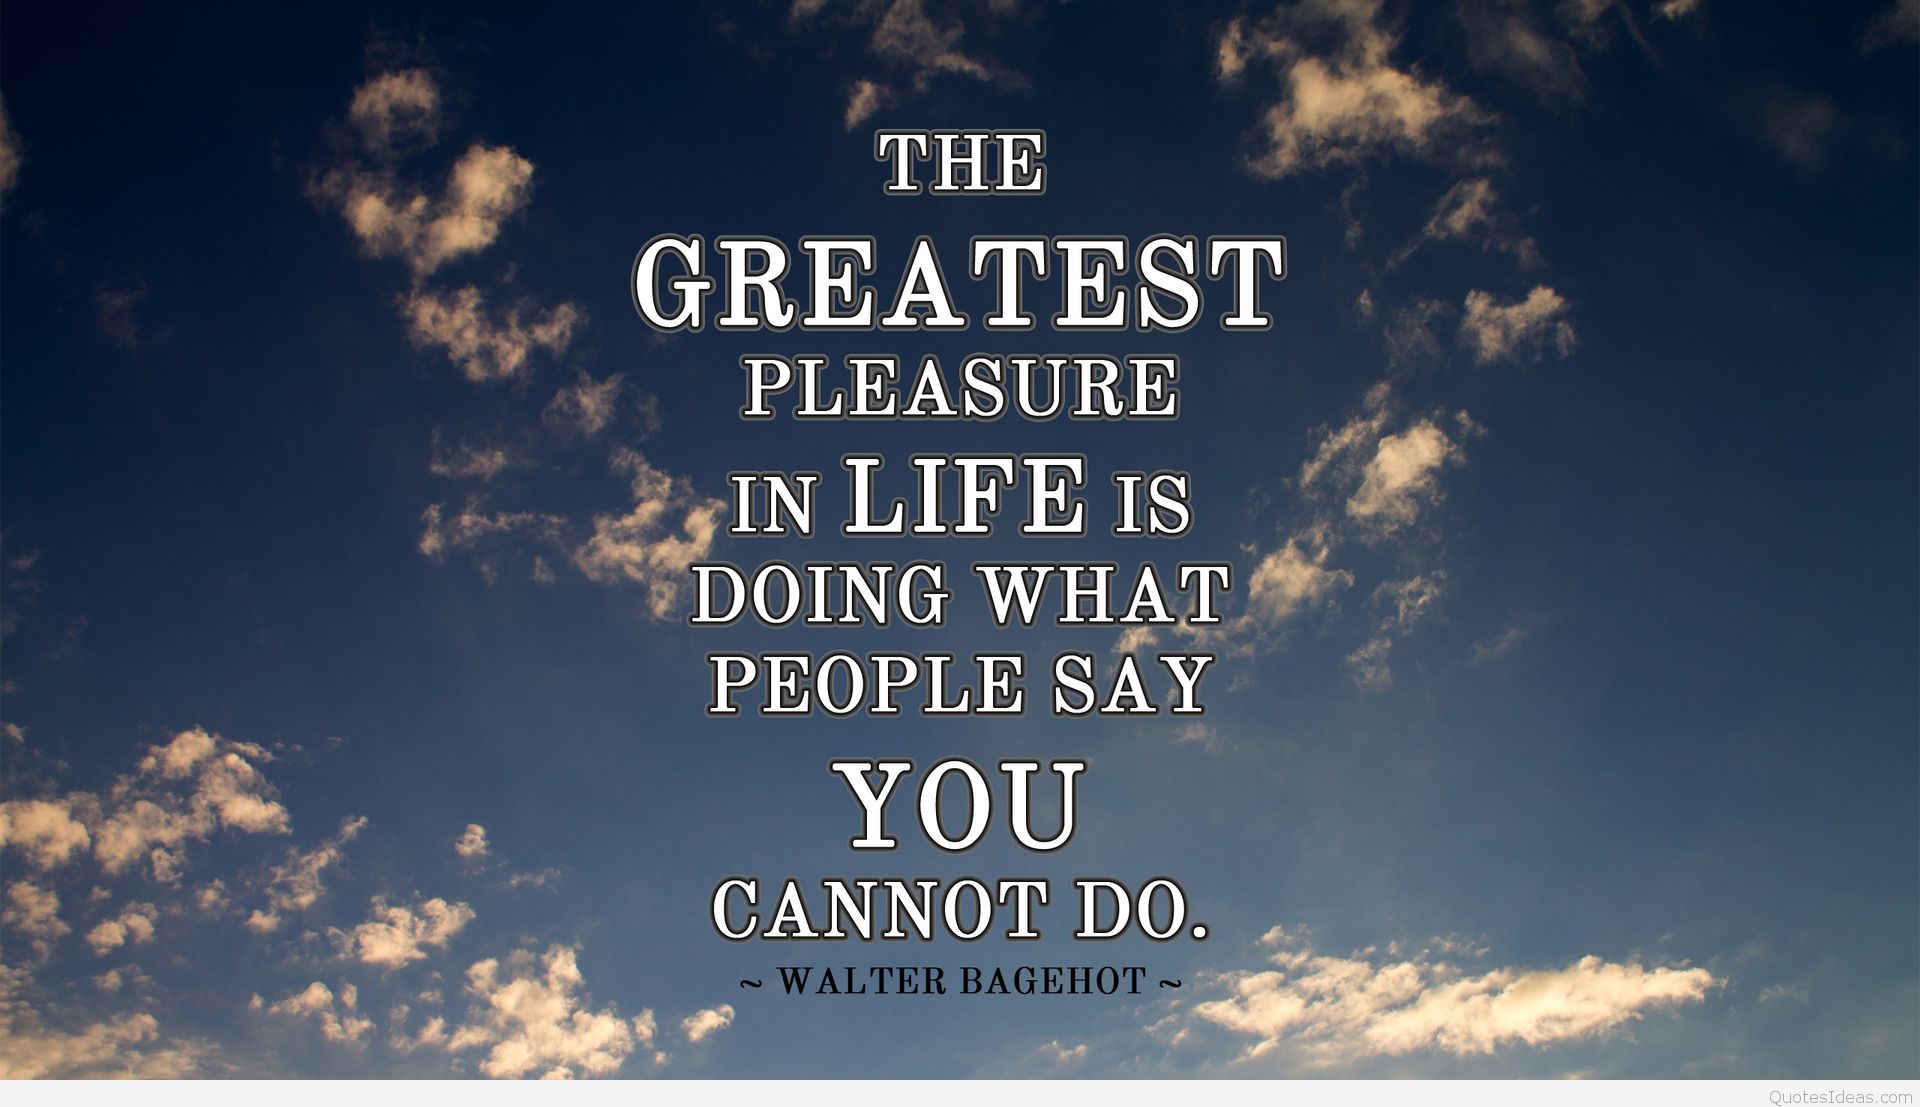 THE
GREATEST
PLEASURE
IN LIFE IS
DOING WHAT
PEOPLE SAY
YOU
CANNOT DO.
~ WALTER BAGEHOT ~
QuotesIdeas.com